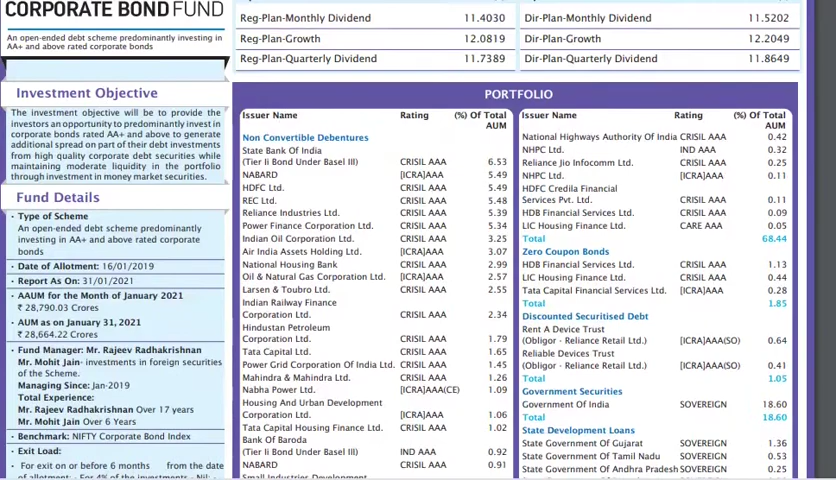 CORPORATE BOND FUND
An open-ended debt scheme predominantly investing in
AA+ and above rated corporate bonds
Investment Objective
The investment objective will be to provide the
investors an opportunity to predominantly invest in
corporate bonds rated AA+ and above to generate
additional spread on part of their debt investments
from high quality corporate debt securities while
maintaining moderate liquidity in the portfolio
through investment in money market securities.
Fund Details
· Type of Scheme
An open-ended debt scheme predominantly
investing in AA+ and above rated corporate
bonds
· Date of Allotment: 16/01/2019
· Report As On: 31/01/2021
· AAUM for the Month of January 2021
₹ 28,790.03 Crores
· AUM as on January 31, 2021
₹ 28,664.22 Crores
· Fund Manager: Mr. Rajeev Radhakrishnan
Mr. Mohit Jain- investments in foreign securities
of the Scheme.
Managing Since: Jan-2019
Total Experience:
Mr. Rajeev Radhakrishnan Over 17 years
Mr. Mohit Jain Over 6 Years
· Benchmark: NIFTY Corporate Bond Index
· Exit Load:
· For exit on or before 6 months from the date
of allotment: - For 4% of the investments - Nil;
Reg-Plan-Monthly Dividend 11.4030
Reg-Plan-Growth 12.0819
Reg-Plan-Quarterly Dividend 11.7389
Dir-Plan-Monthly Dividend 11.5202
Dir-Plan-Growth 12.2049
Dir-Plan-Quarterly Dividend 11.8649
PORTFOLIO
Issuer Name Rating (%) Of Total
AUM
Non Convertible Debentures
State Bank Of India
(Tier Ii Bond Under Basel III) CRISIL AAA 6.53
NABARD [ICRA]AAA 5.49
HDFC Ltd. CRISIL AAA 5.49
REC Ltd. CRISIL AAA 5.48
Reliance Industries Ltd. CRISIL AAA 5.39
Power Finance Corporation Ltd. CRISIL AAA 5.34
Indian Oil Corporation Ltd. CRISIL AAA 3.25
Air India Assets Holding Ltd. [ICRA]AAA 3.07
National Housing Bank CRISIL AAA 2.99
Oil & Natural Gas Corporation Ltd. [ICRA]AAA 2.57
Larsen & Toubro Ltd. CRISIL AAA 2.55
Indian Railway Finance
Corporation Ltd. CRISIL AAA 2.34
Hindustan Petroleum
Corporation Ltd. CRISIL AAA 1.79
Tata Capital Ltd. CRISIL AAA 1.65
Power Grid Corporation Of India Ltd. CRISIL AAA 1.45
Mahindra & Mahindra Ltd. CRISIL AAA 1.26
Nabha Power Ltd. [ICRA]AAA(CE) 1.09
Housing And Urban Development
Corporation Ltd. [ICRA]AAA 1.06
Tata Capital Housing Finance Ltd. CRISIL AAA 1.02
Bank Of Baroda
(Tier Ii Bond Under Basel III) IND AAA 0.92
NABARD CRISIL AAA 0.91
Small Industries Development
Issuer Name Rating (%) Of Total
AUM
National Highways Authority Of India CRISIL AAA 0.42
NHPC Ltd. IND AAA 0.32
Reliance Jio Infocomm Ltd. CRISIL AAA 0.25
NHPC Ltd. [ICRA]AAA 0.11
HDFC Credila Financial
Services Pvt. Ltd. CRISIL AAA 0.11
HDB Financial Services Ltd. CRISIL AAA 0.09
LIC Housing Finance Ltd. CARE AAA 0.05
Total 68.44
Zero Coupon Bonds
HDB Financial Services Ltd. CRISIL AAA 1.13
LIC Housing Finance Ltd. CRISIL AAA 0.44
Tata Capital Financial Services Ltd. [ICRA]AAA 0.28
Total 1.85
Discounted Securitised Debt
Rent A Device Trust
(Obligor - Reliance Retail Ltd.) [ICRA]AAA(SO) 0.64
Reliable Devices Trust
(Obligor - Reliance Retail Ltd.) [ICRA]AAA(SO) 0.41
Total 1.05
Government Securities
Government Of India SOVEREIGN 18.60
Total 18.60
State Development Loans
State Government Of Gujarat SOVEREIGN 1.36
State Government Of Tamil Nadu SOVEREIGN 0.53
State Government Of Andhra Pradesh SOVEREIGN 0.25